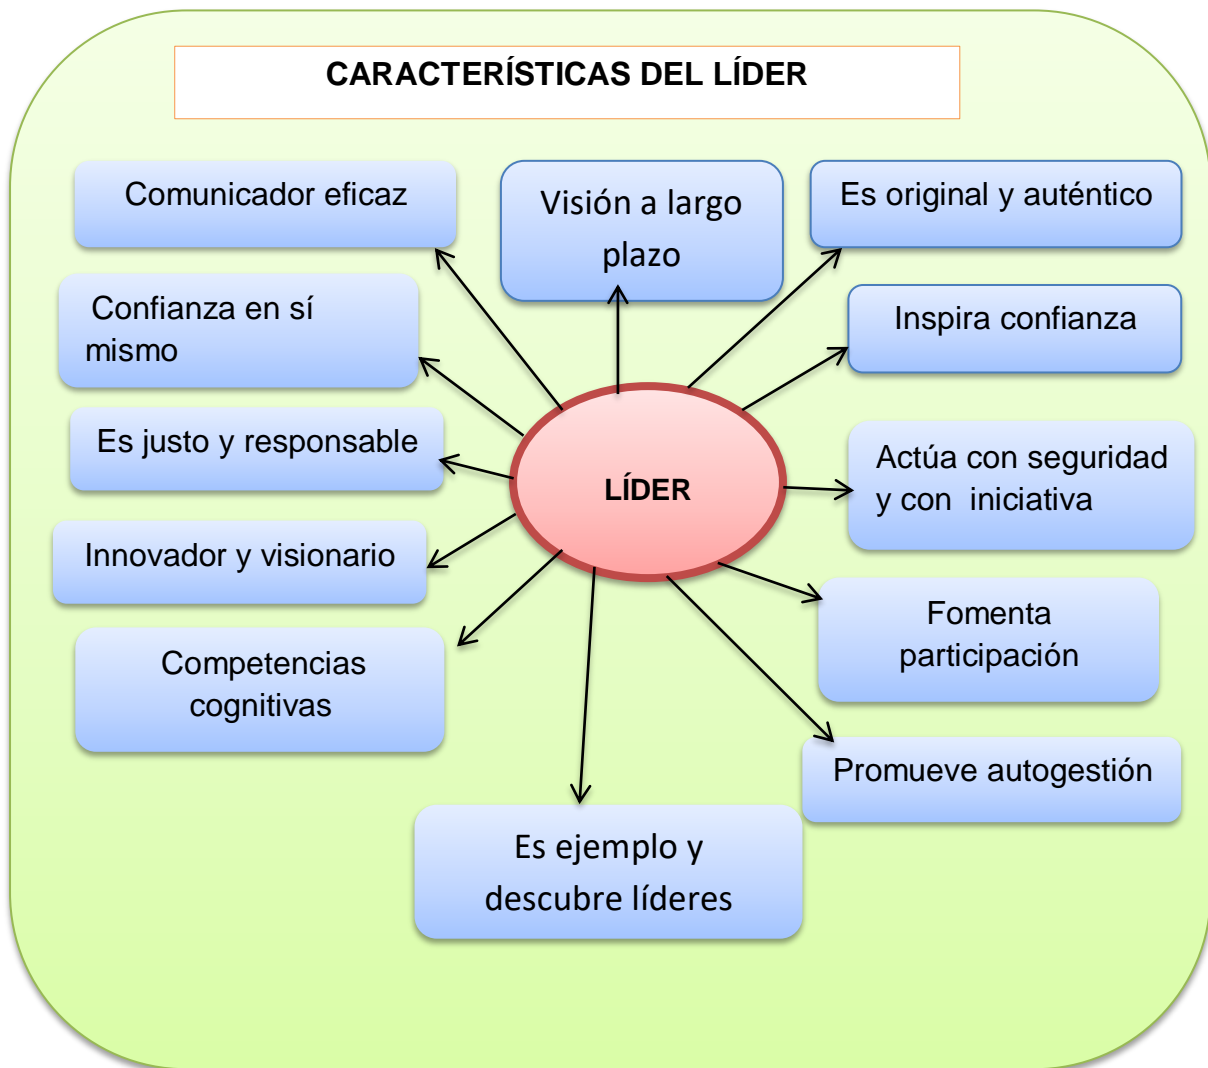 CARACTERÍSTICAS DEL LÍDER
Comunicador eficaz
Visión a largo
plazo
Es original y auténtico
Confianza en sí
mismo
Inspira confianza
Es justo y responsable
LÍDER
Actúa con seguridad
y con  iniciativa
Innovador y visionario
Fomenta
participación
Competencias
cognitivas
Promueve autogestión
Es ejemplo y
descubre líderes